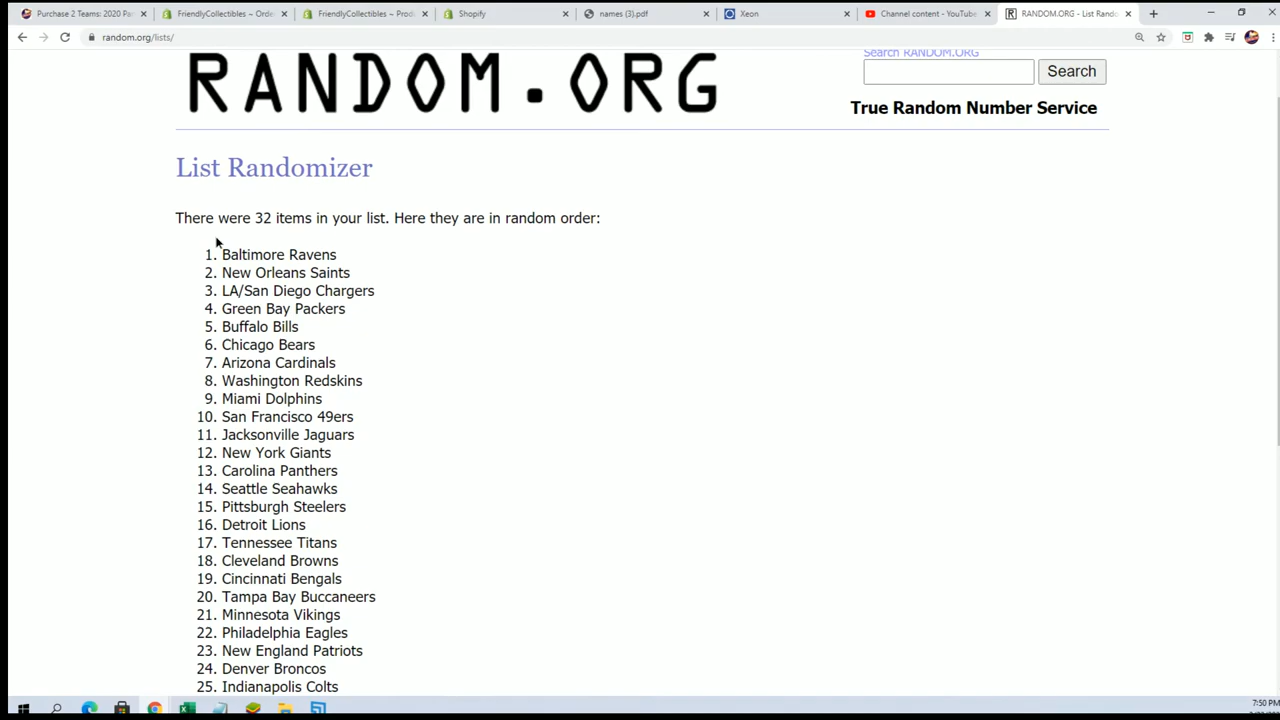 Purchase 2 Teams: 2020 Pa
FriendlyCollectibles ~ Orde
FriendlyCollectibles ~ Prod
Shopify
names (3).pdf
Xeon
Channel content - YouTube
RANDOM.ORG - List Rando
random.org/lists/
Search RANDOM.ORG
RANDOM.ORG
Search
True Random Number Service
List Randomizer
There were 32 items in your list. Here they are in random order:
1. Baltimore Ravens
2. New Orleans Saints
3. LA/San Diego Chargers
4. Green Bay Packers
5. Buffalo Bills
6. Chicago Bears
7. Arizona Cardinals
8. Washington Redskins
9. Miami Dolphins
10. San Francisco 49ers
11. Jacksonville Jaguars
12. New York Giants
13. Carolina Panthers
14. Seattle Seahawks
15. Pittsburgh Steelers
16. Detroit Lions
17. Tennessee Titans
18. Cleveland Browns
19. Cincinnati Bengals
20. Tampa Bay Buccaneers
21. Minnesota Vikings
22. Philadelphia Eagles
23. New England Patriots
24. Denver Broncos
25. Indianapolis Colts
7:50 PM